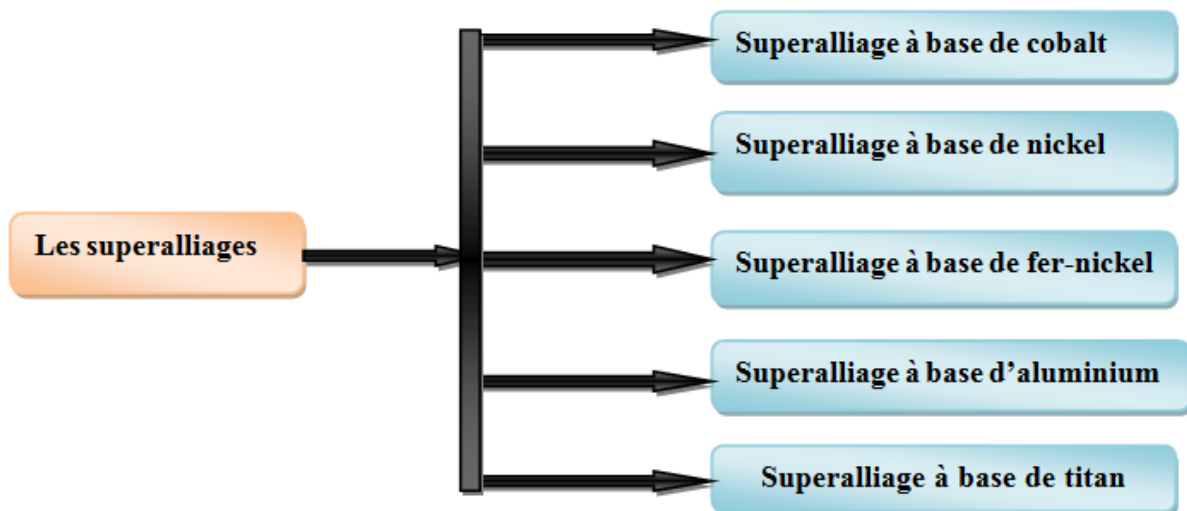 Superalliage à base de cobalt
Superalliage à base de nickel
Les superalliages
Superalliage à base de fer-nickel
Superalliage à base d’aluminium
Superalliage à base de titan